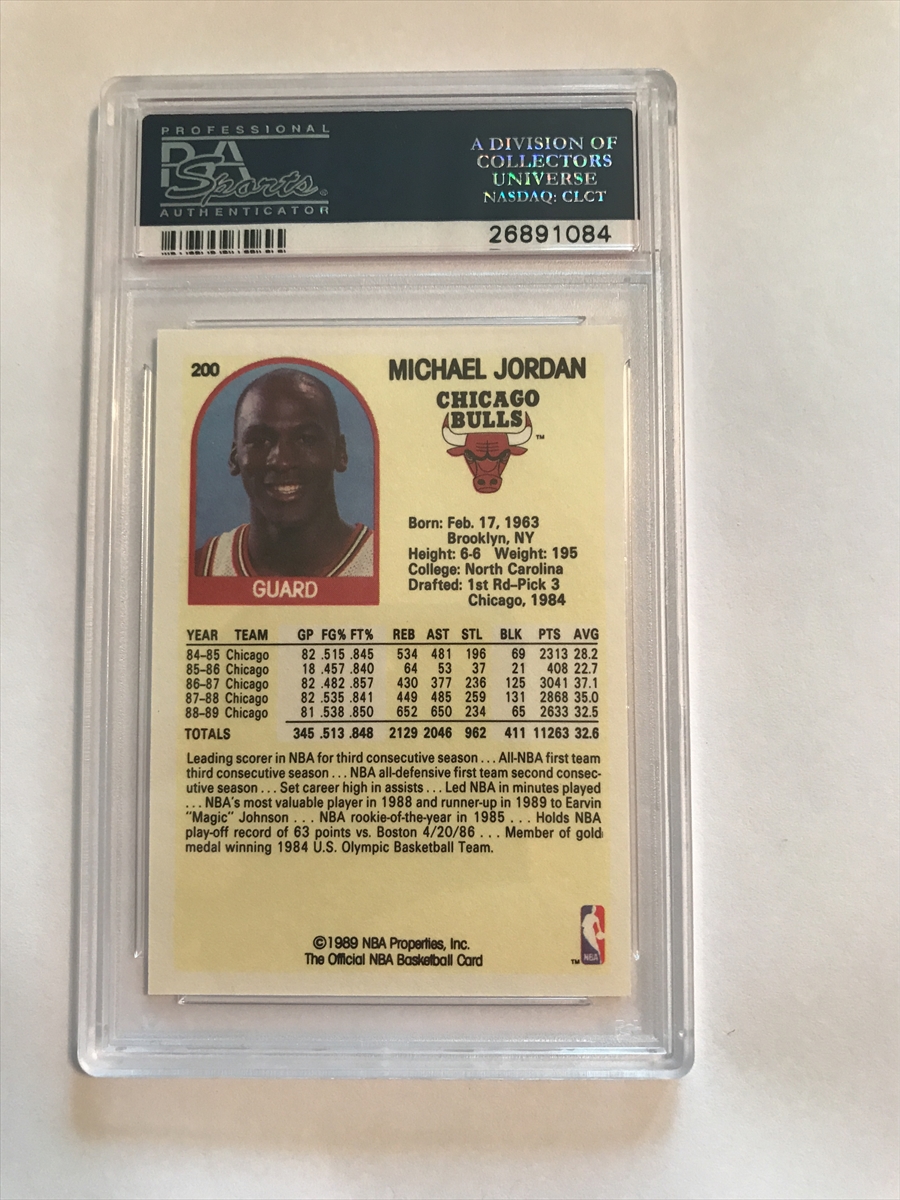 PROFESSIONAL
PSA
Sports
AUTHENTICATOR
A DIVISION OF
COLLECTORS
UNIVERSE
NASDAQ: CLCT
26891084
200
MICHAEL JORDAN
CHICAGO
BULLS
TM
Born: Feb. 17, 1963
Brooklyn, NY
Height: 6-6 Weight: 195
College: North Carolina
Drafted: 1st Rd–Pick 3
Chicago, 1984
GUARD
YEAR TEAM GP FG% FT% REB AST STL BLK PTS AVG
84–85 Chicago 82 .515 .845 534 481 196 69 2313 28.2
85–86 Chicago 18 .457 .840 64 53 37 21 408 22.7
86–87 Chicago 82 .482 .857 430 377 236 125 3041 37.1
87–88 Chicago 82 .535 .841 449 485 259 131 2868 35.0
88–89 Chicago 81 .538 .850 652 650 234 65 2633 32.5
TOTALS 345 .513 .848 2129 2046 962 411 11263 32.6
Leading scorer in NBA for third consecutive season . . . All-NBA first team
third consecutive season . . . NBA all-defensive first team second consec-
utive season . . . Set career high in assists . . . Led NBA in minutes played
. . . NBA's most valuable player in 1988 and runner-up in 1989 to Earvin
"Magic" Johnson . . . NBA rookie-of-the-year in 1985 . . . Holds NBA
play-off record of 63 points vs. Boston 4/20/86 . . . Member of gold
medal winning 1984 U.S. Olympic Basketball Team.
©1989 NBA Properties, Inc.
The Official NBA Basketball Card
TM
NBA